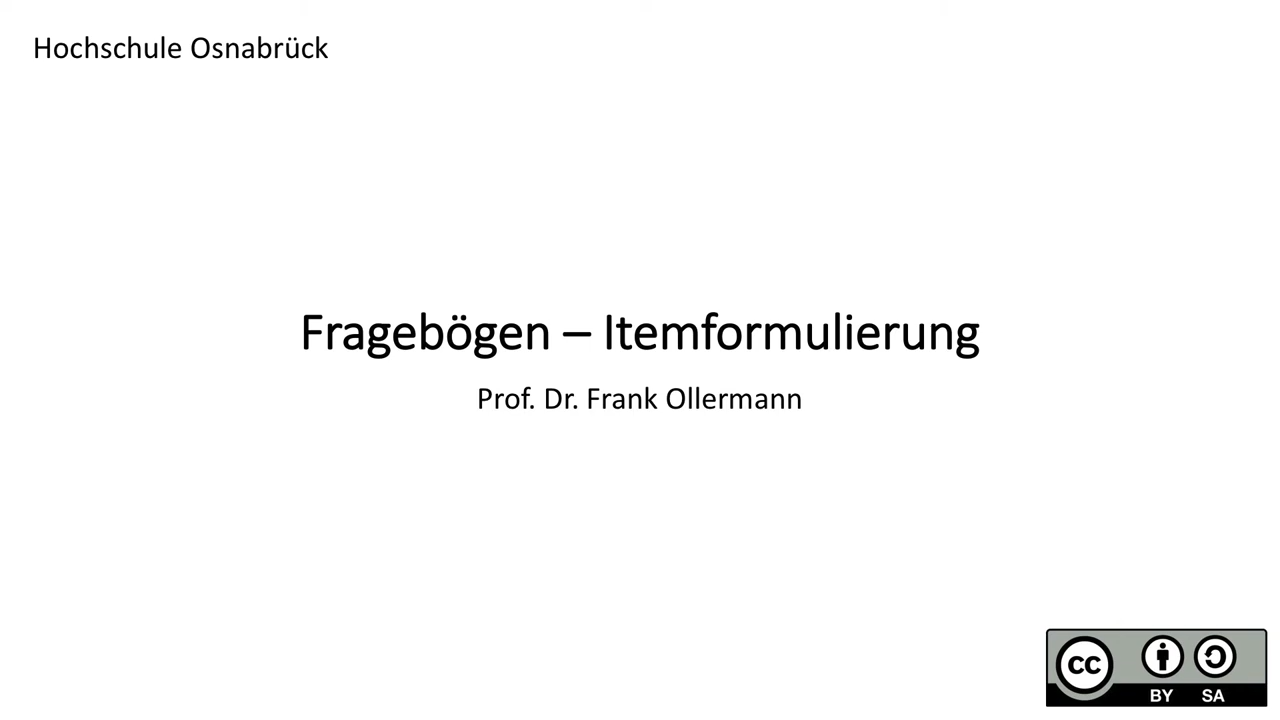 Hochschule Osnabrück
Fragebögen – Itemformulierung
Prof. Dr. Frank Ollermann
CC
BY SA